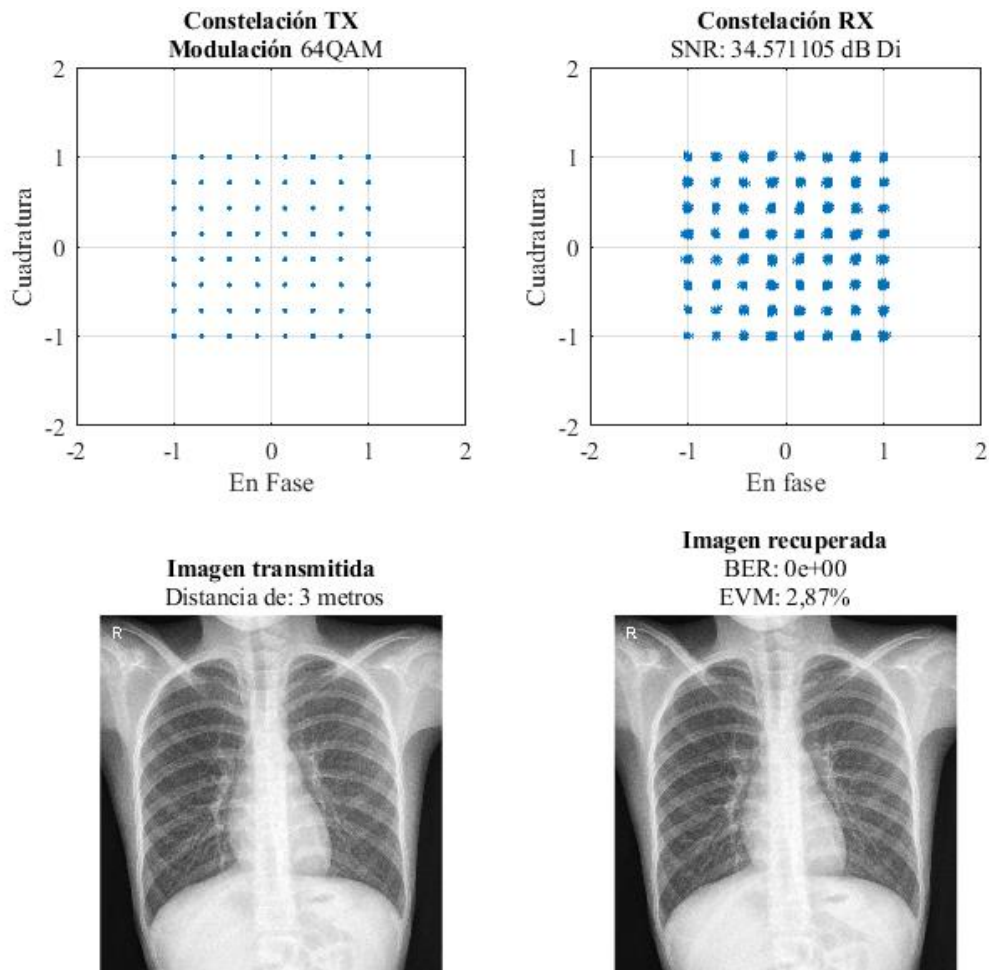 Constelación TX
Modulación 64QAM
2
1
0
-1
-2
-2
-1
0
1
2
Cuadratura
En Fase
Constelación RX
SNR: 34.571105 dB Di
2
1
0
-1
-2
-2
-1
0
1
2
Cuadratura
En fase
Imagen transmitida
Distancia de: 3 metros
R
Imagen recuperada
BER: 0e+00
EVM: 2,87%
R